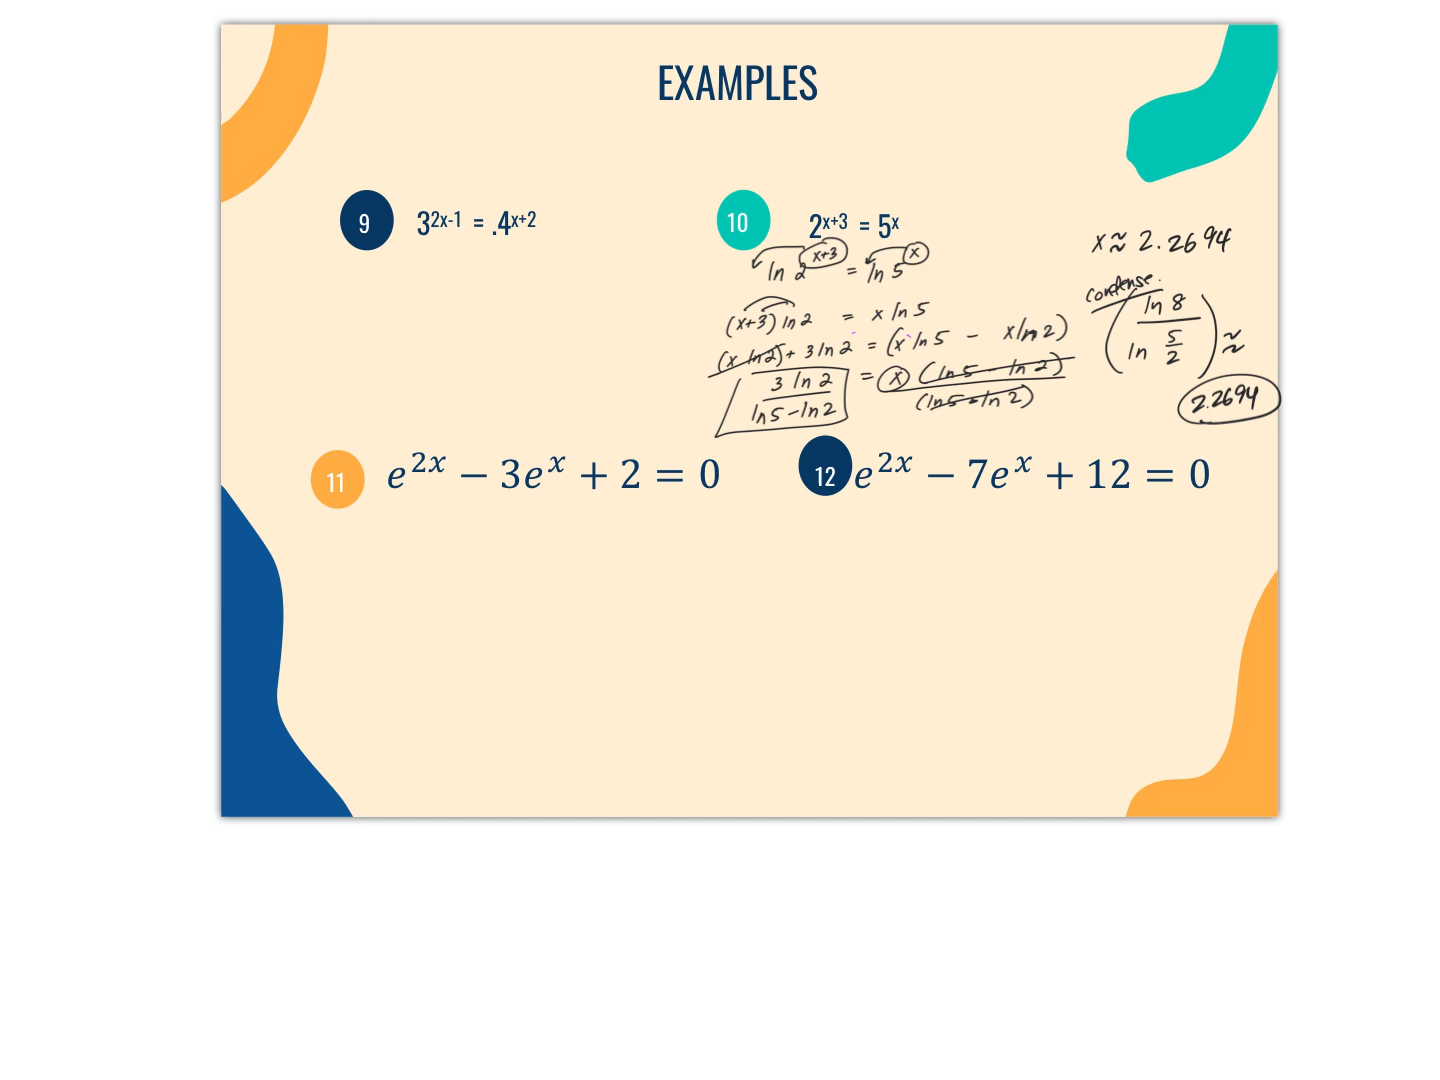 EXAMPLES
9 3^{2x-1} = .4^{x+2}
10 2^{x+3} = 5^x
ln 2^{x+3} = ln 5^x
(x+3) ln 2 = x ln 5
(x ln 2) + 3 ln 2 = (x ln 5 - x ln 2)
3 ln 2 / ln 5 - ln 2 = x (ln 5 - ln 2) / (ln 5 - ln 2)
x ≈ 2.2694
condense.
(ln 8 / ln 5/2) ≈
2.2694
11 e^{2x} − 3e^x + 2 = 0
12 e^{2x} − 7e^x + 12 = 0